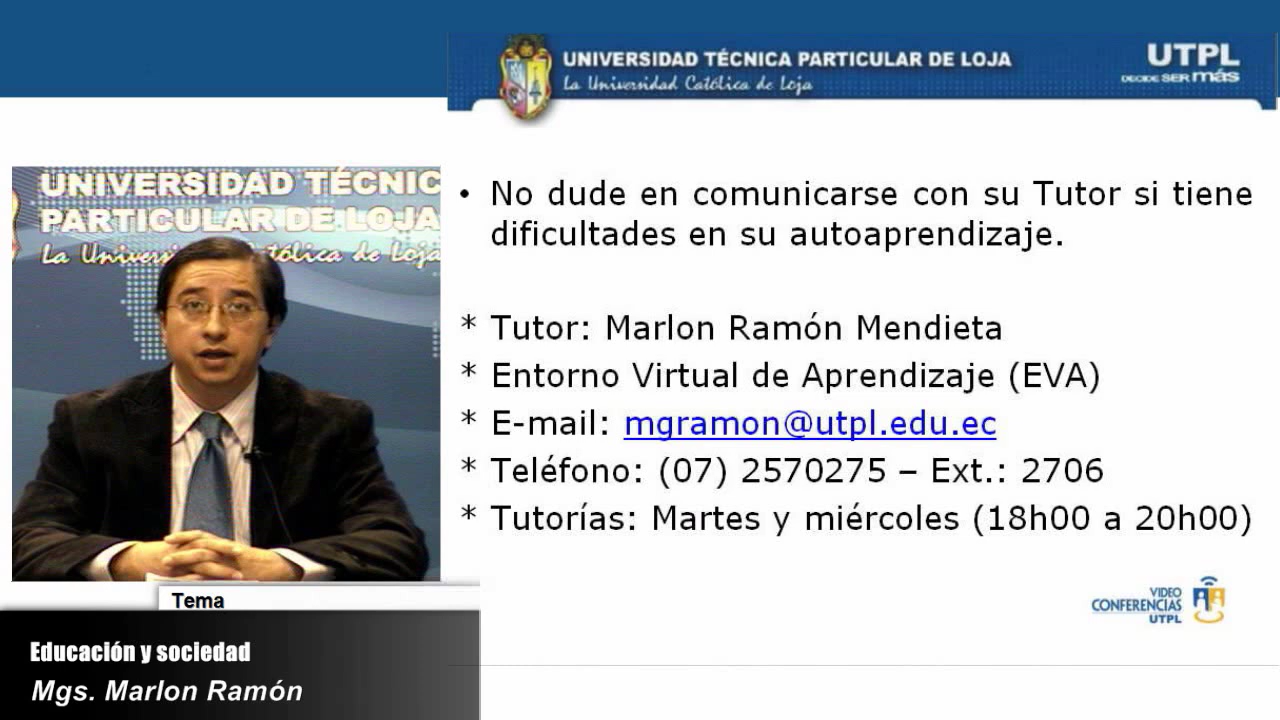 UNIVERSIDAD TÉCNICA PARTICULAR DE LOJA
La Universidad Católica de Loja
UTPL
DECIDE SER más
UNIVERSIDAD TÉCNIC
PARTICULAR DE LOJA
La Univers tólica de Loja
• No dude en comunicarse con su Tutor si tiene
dificultades en su autoaprendizaje.
* Tutor: Marlon Ramón Mendieta
* Entorno Virtual de Aprendizaje (EVA)
* E-mail: mgramon@utpl.edu.ec
* Teléfono: (07) 2570275 – Ext.: 2706
* Tutorías: Martes y miércoles (18h00 a 20h00)
VIDEO
CONFERENCIAS
UTPL
Tema
Educación y sociedad
Mgs. Marlon Ramón